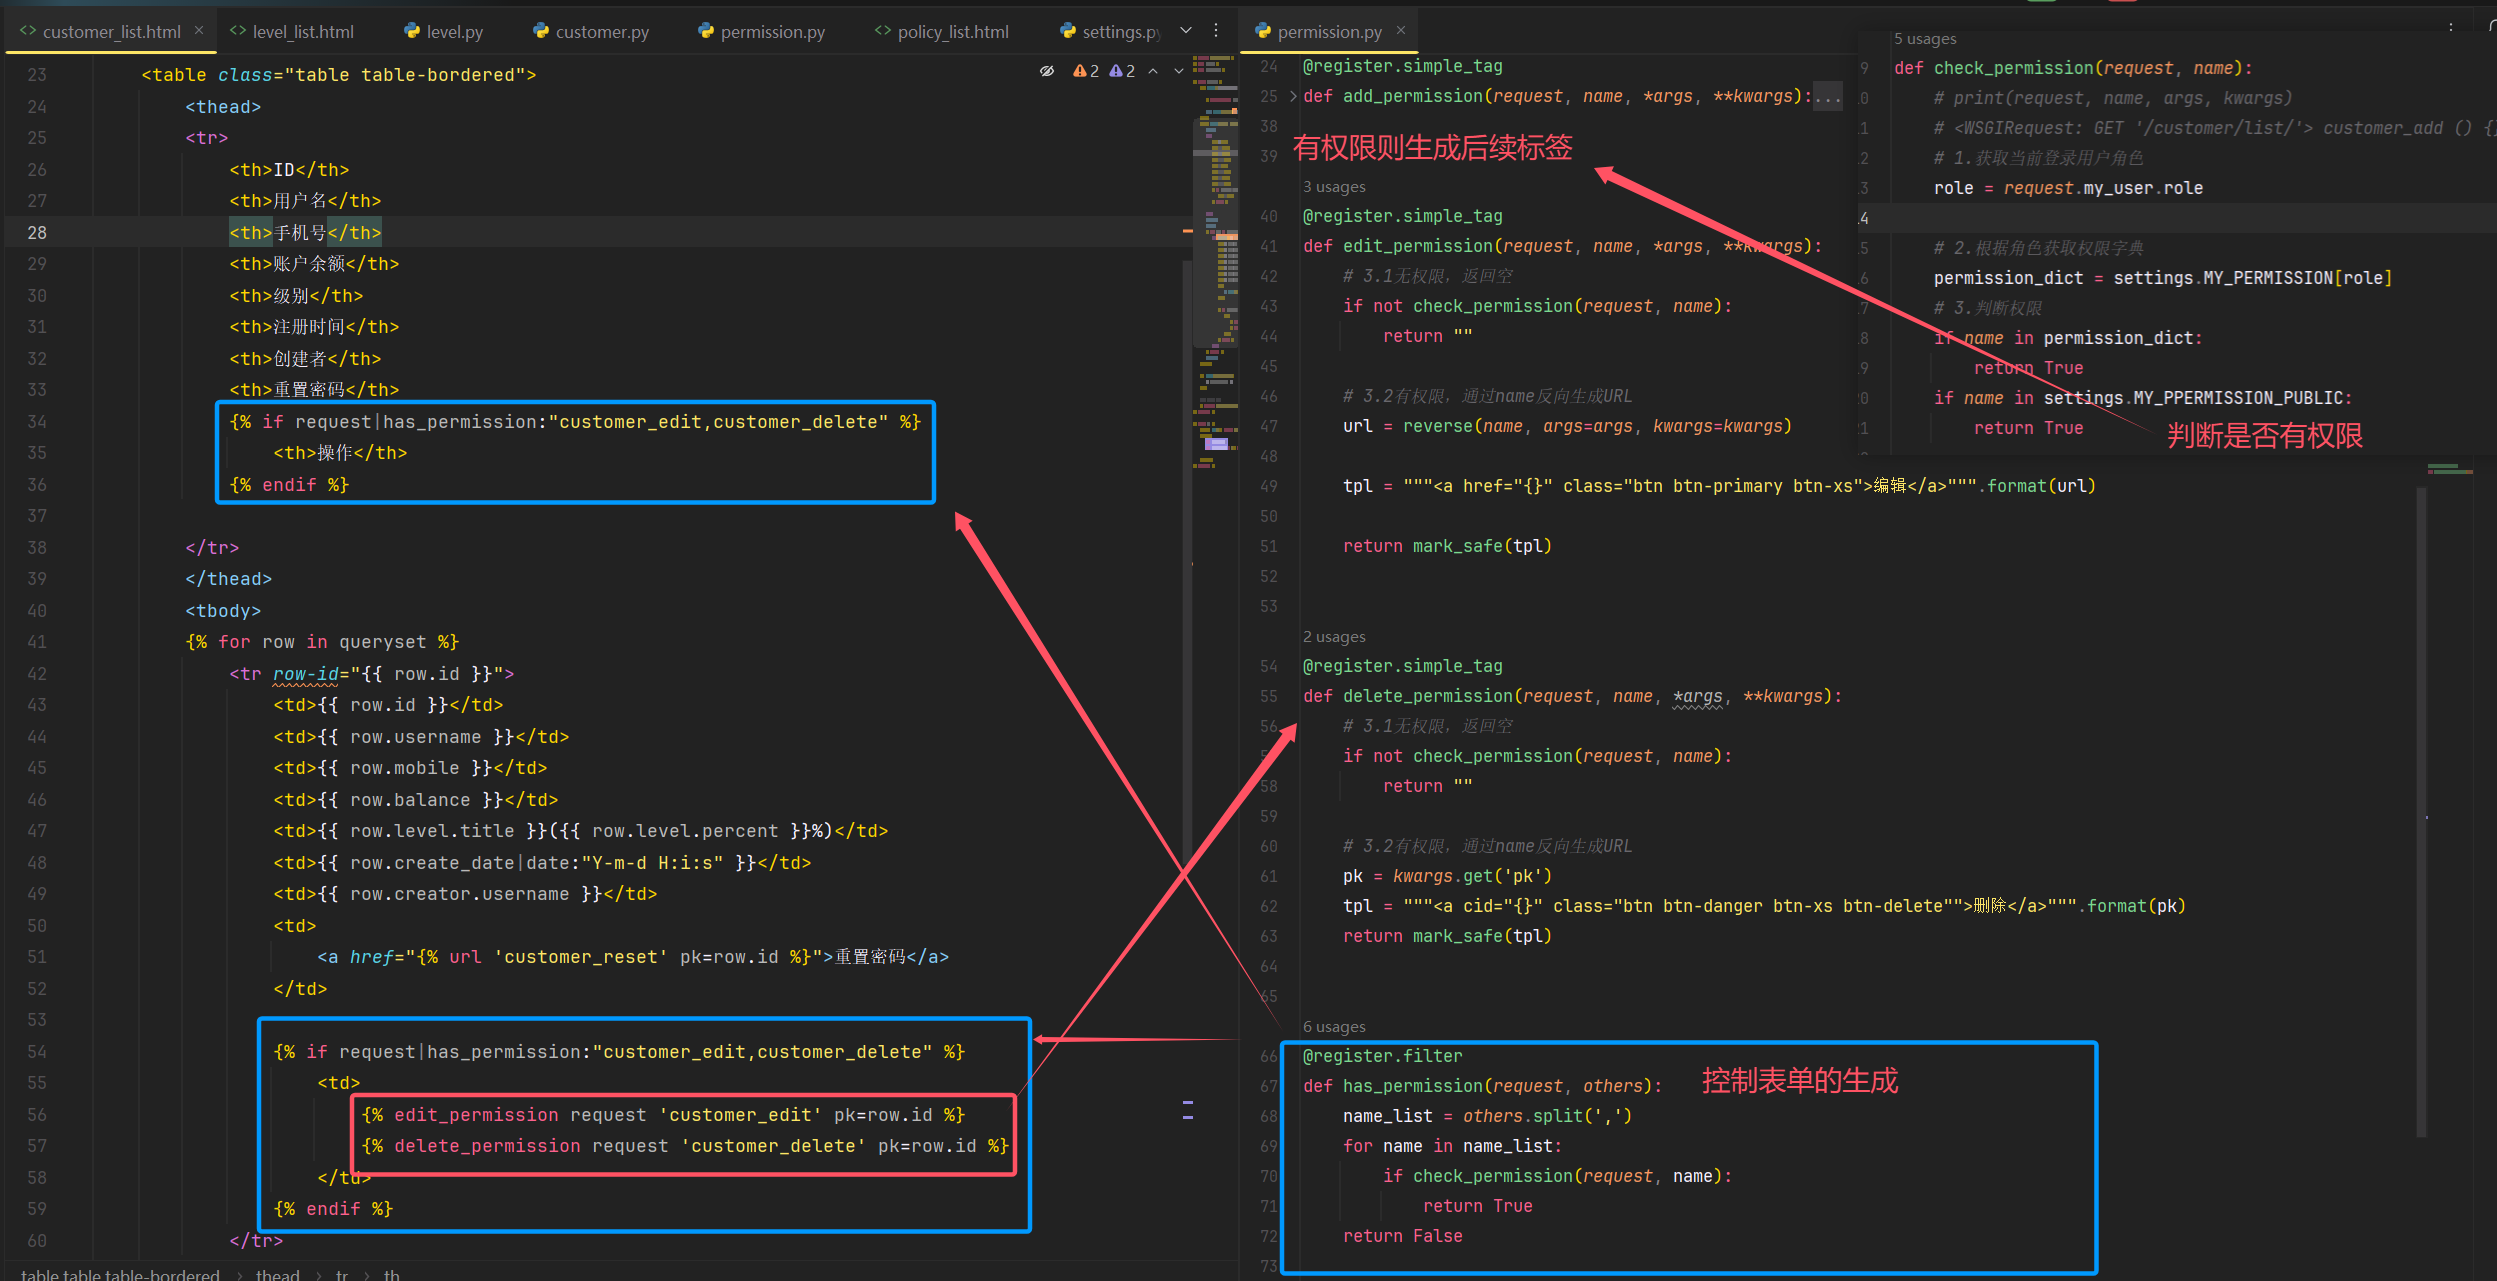 customer_list.html
level_list.html
level.py
customer.py
permission.py
policy_list.html
settings.py
2
2
23 <table class="table table-bordered">
24 <thead>
25 <tr>
26 <th>ID</th>
27 <th>用户名</th>
28 <th>手机号</th>
29 <th>账户余额</th>
30 <th>级别</th>
31 <th>注册时间</th>
32 <th>创建者</th>
33 <th>重置密码</th>
34 {% if request|has_permission:"customer_edit,customer_delete" %}
35 <th>操作</th>
36 {% endif %}
37
38 </tr>
39 </thead>
40 <tbody>
41 {% for row in queryset %}
42 <tr row-id="{{ row.id }}">
43 <td>{{ row.id }}</td>
44 <td>{{ row.username }}</td>
45 <td>{{ row.mobile }}</td>
46 <td>{{ row.balance }}</td>
47 <td>{{ row.level.title }}({{ row.level.percent }}%)</td>
48 <td>{{ row.create_date|date:"Y-m-d H:i:s" }}</td>
49 <td>{{ row.creator.username }}</td>
50 <td>
51 <a href="{% url 'customer_reset' pk=row.id %}">重置密码</a>
52 </td>
53
54 {% if request|has_permission:"customer_edit,customer_delete" %}
55 <td>
56 {% edit_permission request 'customer_edit' pk=row.id %}
57 {% delete_permission request 'customer_delete' pk=row.id %}
58 </td>
59 {% endif %}
60 </tr>
table.table.table-bordered > thead > tr > th
permission.py
24 @register.simple_tag
25 def add_permission(request, name, *args, **kwargs):...
38
39
有权限则生成后续标签
3 usages
40 @register.simple_tag
41 def edit_permission(request, name, *args, **kwargs):
42 # 3.1无权限，返回空
43 if not check_permission(request, name):
44 return ""
45
46 # 3.2有权限，通过name反向生成URL
47 url = reverse(name, args=args, kwargs=kwargs)
48
49 tpl = """<a href="{}" class="btn btn-primary btn-xs">编辑</a>""".format(url)
50
51 return mark_safe(tpl)
52
53
2 usages
54 @register.simple_tag
55 def delete_permission(request, name, *args, **kwargs):
56 # 3.1无权限，返回空
if not check_permission(request, name):
58 return ""
59
60 # 3.2有权限，通过name反向生成URL
61 pk = kwargs.get('pk')
62 tpl = """<a cid="{}" class="btn btn-danger btn-xs btn-delete"">删除</a>""".format(pk)
63 return mark_safe(tpl)
64
65
6 usages
66 @register.filter
67 def has_permission(request, others):
控制表单的生成
68 name_list = others.split(',')
69 for name in name_list:
70 if check_permission(request, name):
71 return True
72 return False
73
5 usages
9 def check_permission(request, name):
0 # print(request, name, args, kwargs)
1 # <WSGIRequest: GET '/customer/list/'> customer_add () {}
2 # 1.获取当前登录用户角色
3 role = request.my_user.role
4
5 # 2.根据角色获取权限字典
6 permission_dict = settings.MY_PERMISSION[role]
7 # 3.判断权限
8 if name in permission_dict:
9 return True
0 if name in settings.MY_PPERMISSION_PUBLIC:
1 return True
判断是否有权限